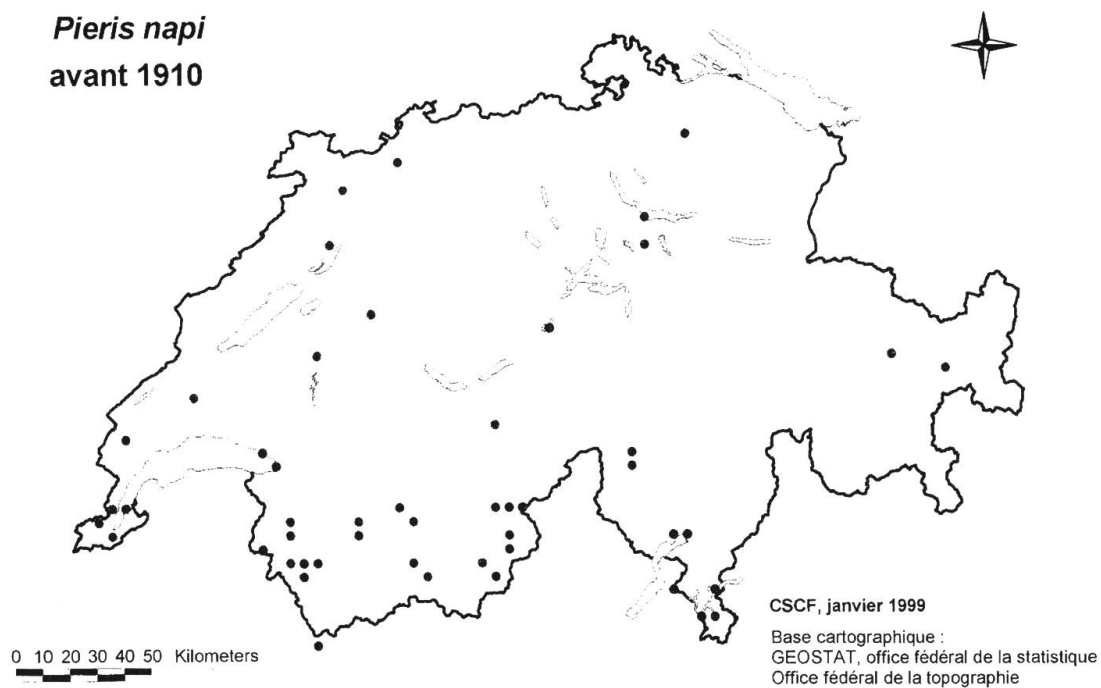 Pieris napi
avant 1910
CSCF, janvier 1999
Base cartographique :
GEOSTAT, office fédéral de la statistique
Office fédéral de la topographie
0 10 20 30 40 50 Kilometers